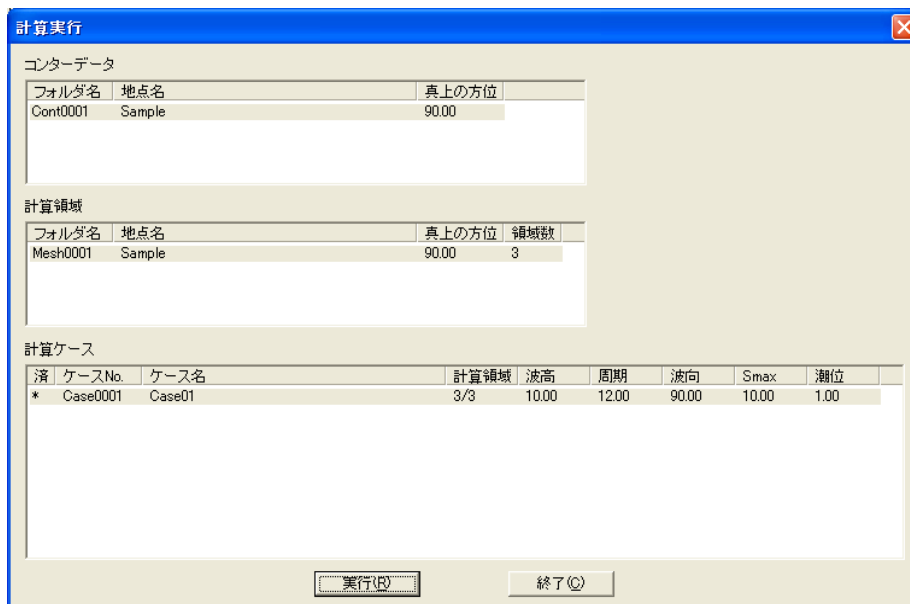 計算実行
コンターデータ
フォルダ名 地点名 真上の方位
Cont0001 Sample 90.00
計算領域
フォルダ名 地点名 真上の方位 領域数
Mesh0001 Sample 90.00 3
計算ケース
済 ケースNo. ケース名 計算領域 波高 周期 波向 Smax 潮位
* Case0001 Case01 3/3 10.00 12.00 90.00 10.00 1.00
実行(R) 終了(C)